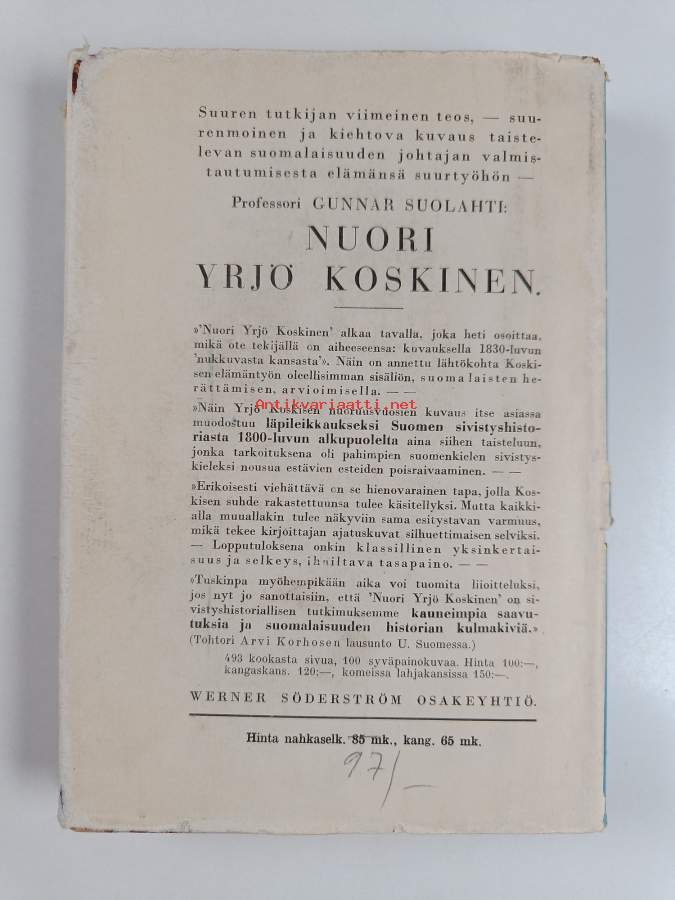 Suuren tutkijan viimeinen teos, — suu-
renmoinen ja kiehtova kuvaus taiste-
levan suomalaisuuden johtajan valmis-
tautumisesta elämänsä suurtyöhön —
Professori GUNNAR SUOLAHTI:
NUORI
YRJÖ KOSKINEN.
»'Nuori Yrjö Koskinen' alkaa tavalla, joka heti osoittaa,
mikä ote tekijällä on aiheeseensa: kuvauksella 1830-luvun
'nukkuvasta kansasta'». Näin on annettu lähtökohta Koski-
sen elämäntyön oleellisimman sisällön, suomalaisten he-
rättämisen, arvioimisella. — —
Antikvariaatti.net
»Näin Yrjö Koskisen nuoruusvuosien kuvaus itse asiassa
muodostuu läpileikkaukseksi Suomen sivistyshisto-
riasta 1800-luvun alkupuolelta aina siihen taisteluun,
jonka tarkoituksena oli pahimpien suomenkielen sivistys-
kieleksi nousua estävien esteiden poisraivaaminen. — —
»Erikoisesti viehättävä on se hienovarainen tapa, jolla Kos-
kisen suhde rakastettuunsa tulee käsitellyksi. Mutta kaikki-
alla muuallakin tulee näkyviin sama esitystavan varmuus,
mikä tekee kirjoittajan ajatuskuvat silhuettimaisen selviksi.
— Lopputuloksena onkin klassillinen yksinkertai-
suus ja selkeys, ihailtava tasapaino. — —
»Tuskinpa myöhempikään aika voi tuomita liioitteluksi,
jos nyt jo sanottaisiin, että 'Nuori Yrjö Koskinen' on si-
vistyshistoriallisen tutkimuksemme kauneimpia saavu-
tuksia ja suomalaisuuden historian kulmakiviä.»
(Tohtori Arvi Korhosen lausunto U. Suomessa.)
493 kookasta sivua, 100 syväpainokuvaa. Hinta 100:—,
kangaskans. 120:—, komeissa lahjakansissa 150:—.
WERNER SÖDERSTRÖM OSAKEYHTIÖ.
Hinta nahkaselk. 85 mk., kang. 65 mk.
97/—